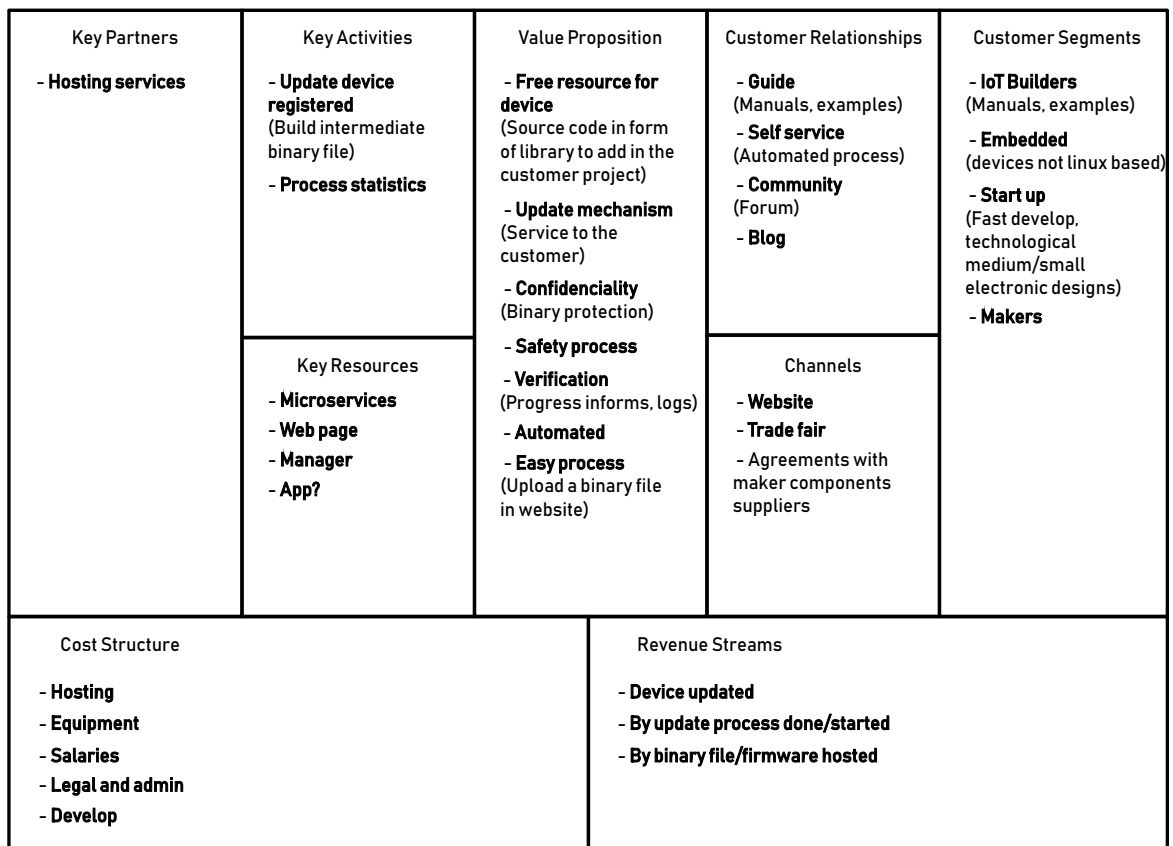 Key Partners
- Hosting services
Key Activities
- Update device
registered
(Build intermediate
binary file)
- Process statistics
Key Resources
- Microservices
- Web page
- Manager
- App?
Value Proposition
- Free resource for
device
(Source code in form
of library to add in the
customer project)
- Update mechanism
(Service to the
customer)
- Confidenciality
(Binary protection)
- Safety process
- Verification
(Progress informs, logs)
- Automated
- Easy process
(Upload a binary file
in website)
Customer Relationships
- Guide
(Manuals, examples)
- Self service
(Automated process)
- Community
(Forum)
- Blog
Channels
- Website
- Trade fair
- Agreements with
maker components
suppliers
Customer Segments
- IoT Builders
(Manuals, examples)
- Embedded
(devices not linux based)
- Start up
(Fast develop,
technological
medium/small
electronic designs)
- Makers
Cost Structure
- Hosting
- Equipment
- Salaries
- Legal and admin
- Develop
Revenue Streams
- Device updated
- By update process done/started
- By binary file/firmware hosted